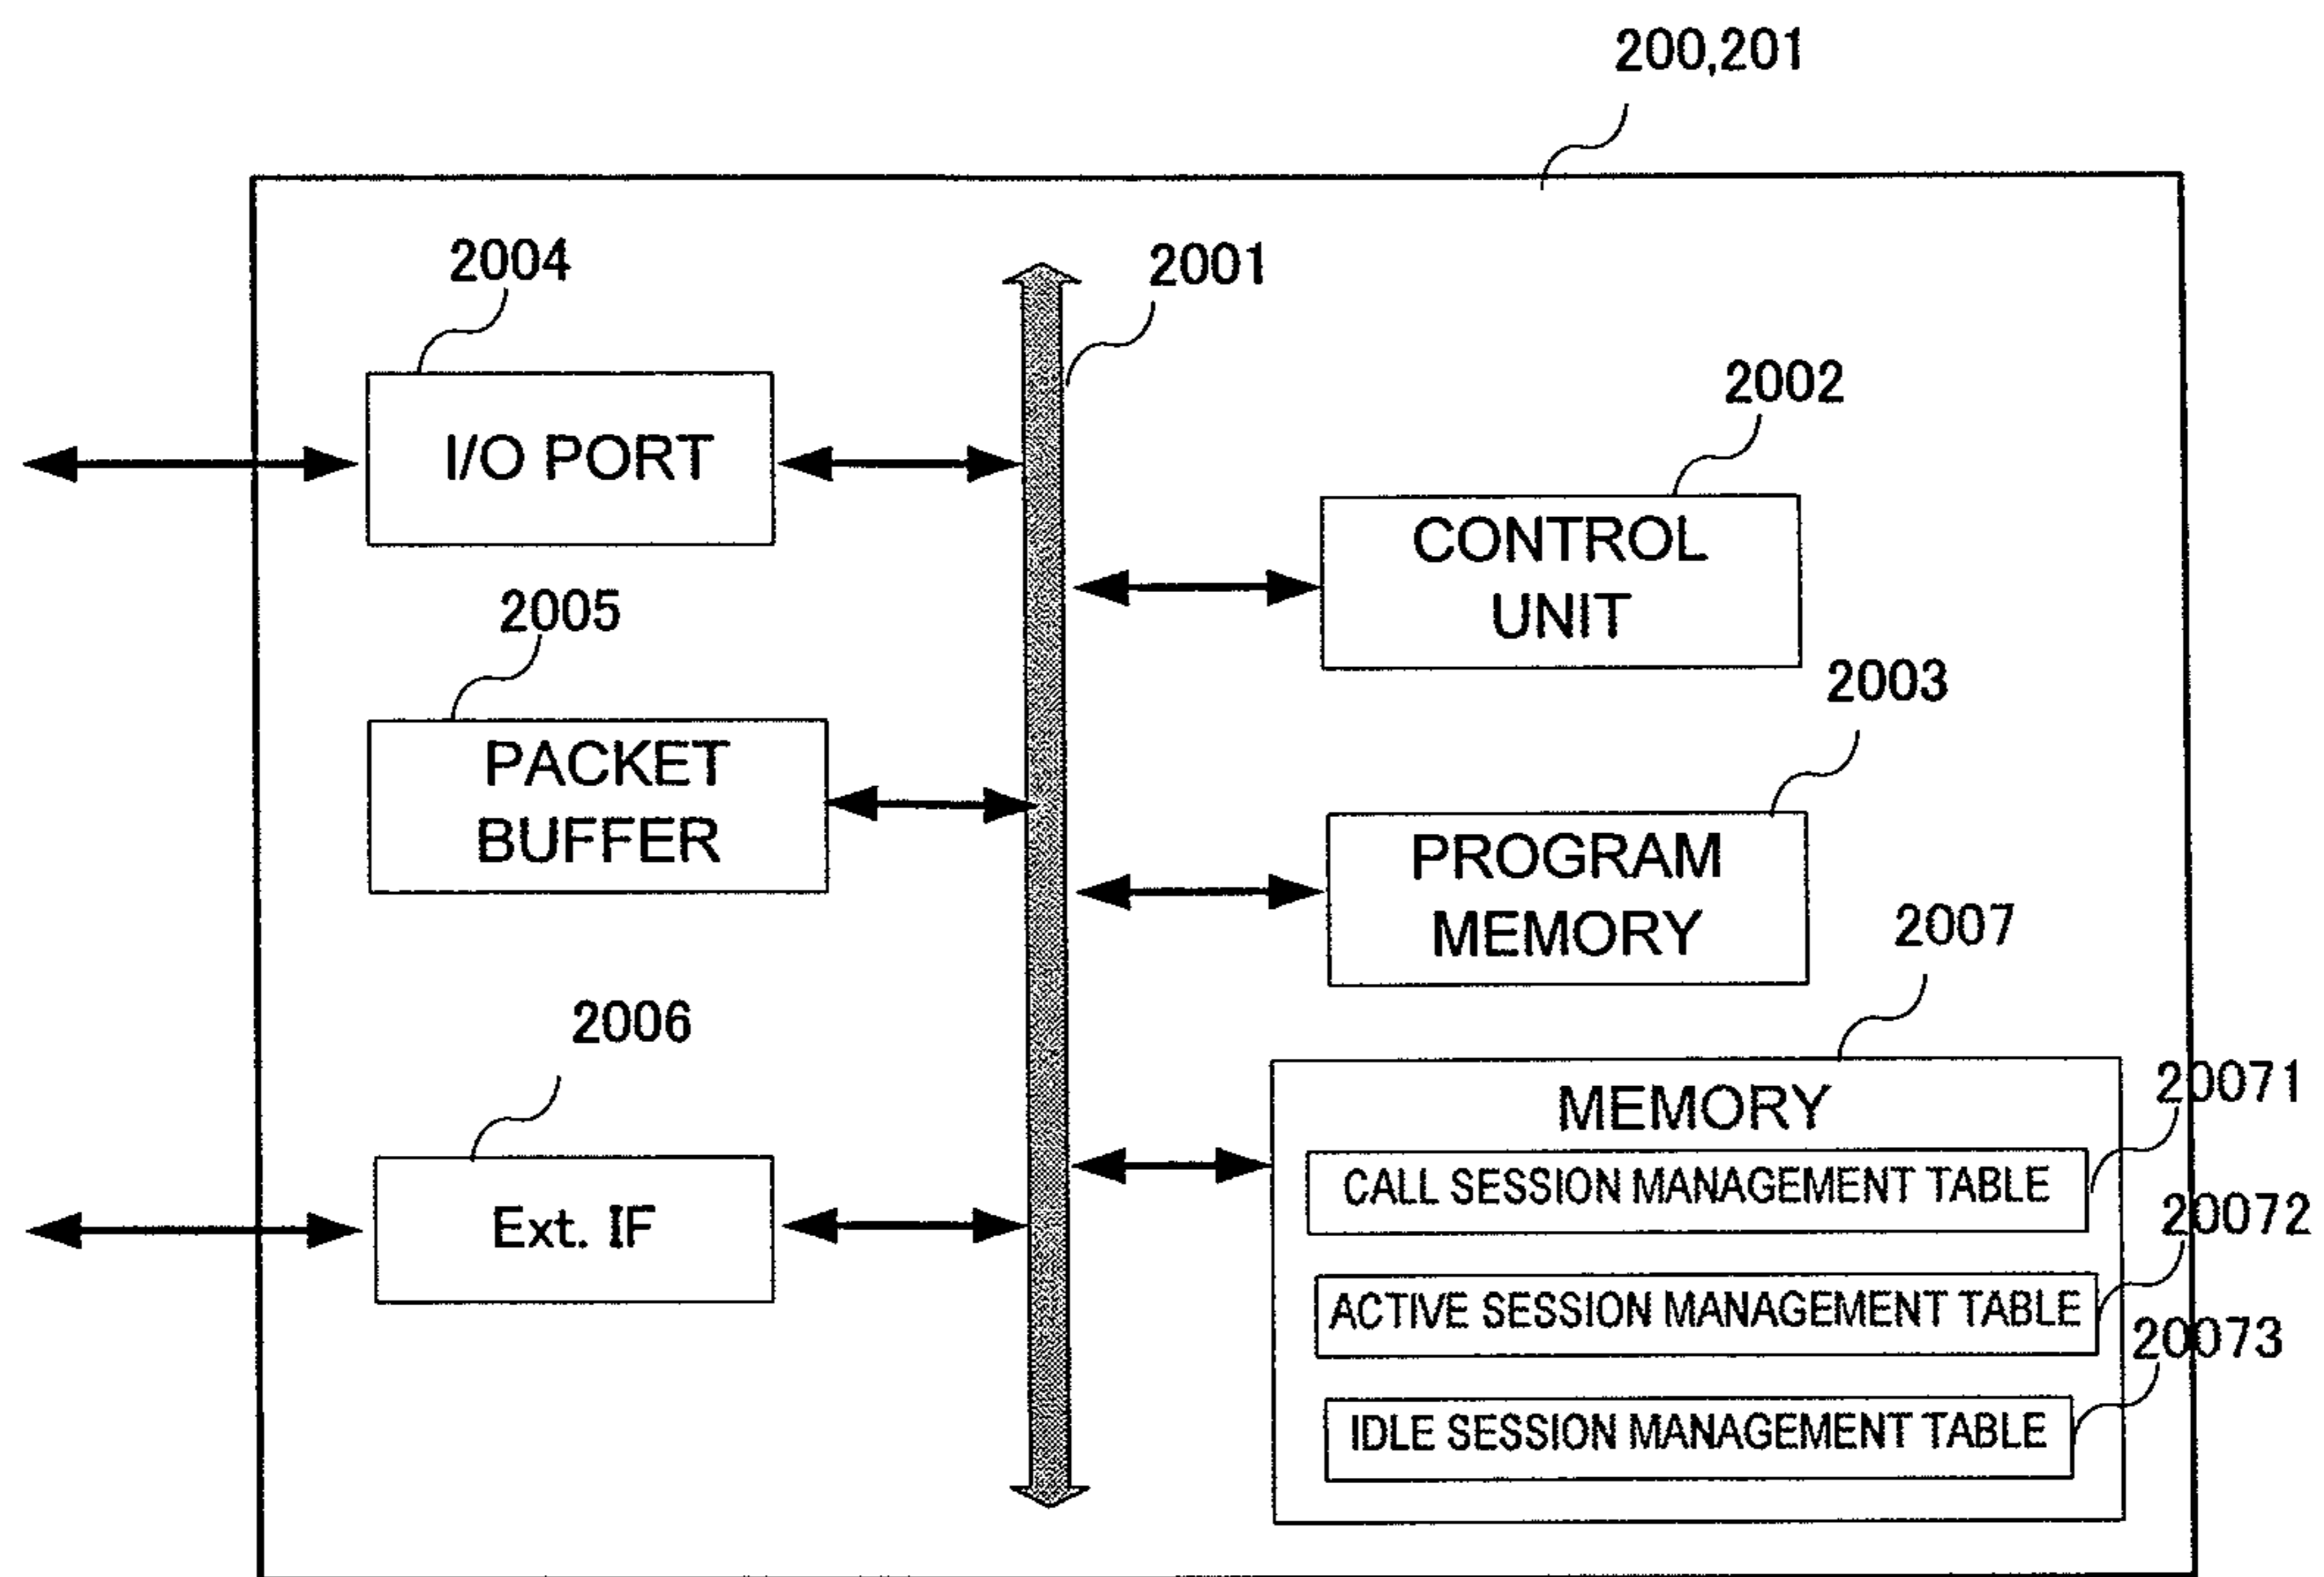 200,201
2004
2001
I/O PORT
2002
CONTROL
UNIT
2005
PACKET
BUFFER
2003
PROGRAM
MEMORY
2006
Ext. IF
2007
MEMORY
20071
CALL SESSION MANAGEMENT TABLE
20072
ACTIVE SESSION MANAGEMENT TABLE
20073
IDLE SESSION MANAGEMENT TABLE